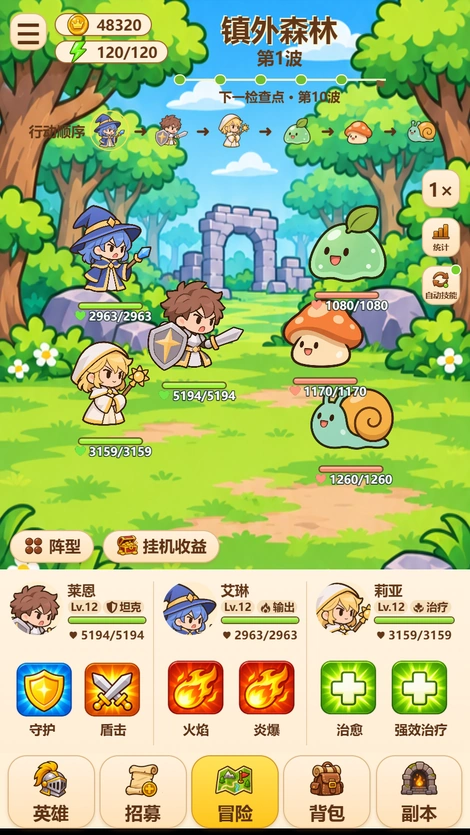 48320
120/120
镇外森林
第1波
下一检查点·第10波
行动顺序
1×
统计
自动技能
2963/2963
5194/5194
3159/3159
1080/1080
1170/1170
1260/1260
阵型
挂机收益
莱恩
Lv.12 坦克
5194/5194
守护
盾击
艾琳
Lv.12 输出
2963/2963
火焰
炎爆
莉亚
Lv.12 治疗
3159/3159
治愈
强效治疗
英雄
招募
冒险
背包
副本